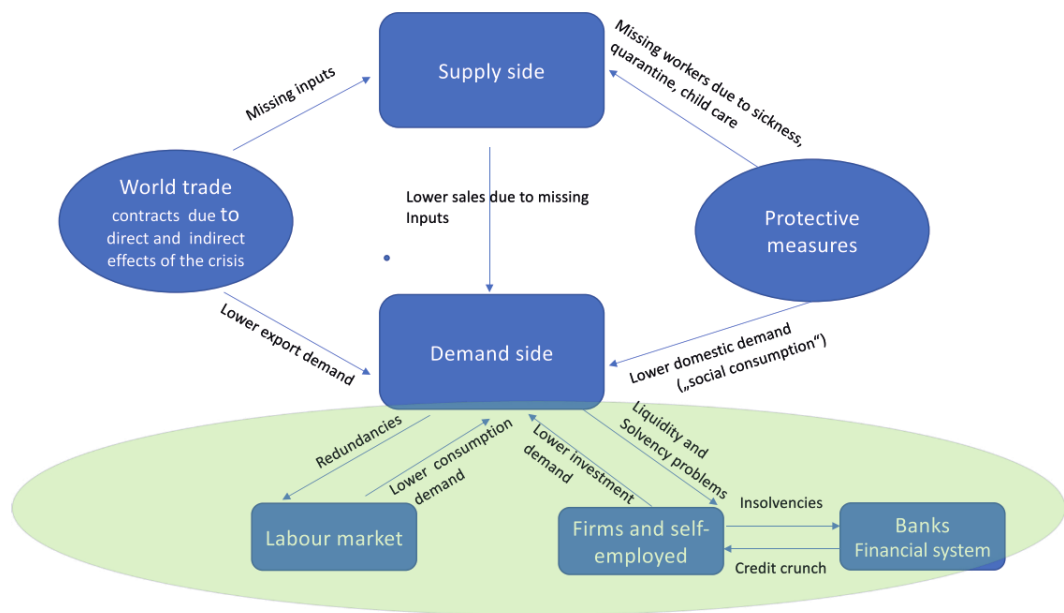 Supply side
Missing inputs
Missing workers due to sickness,
quarantine, child care
World trade
contracts due to
direct and indirect
effects of the crisis
Lower sales due to missing
Inputs
Protective
measures
Lower export demand
Demand side
Lower domestic demand
(„social consumption“)
Redundancies
Lower consumption
demand
Lower investment
demand
Liquidity and
Solvency problems
Labour market
Firms and self-
employed
Insolvencies
Credit crunch
Banks
Financial system